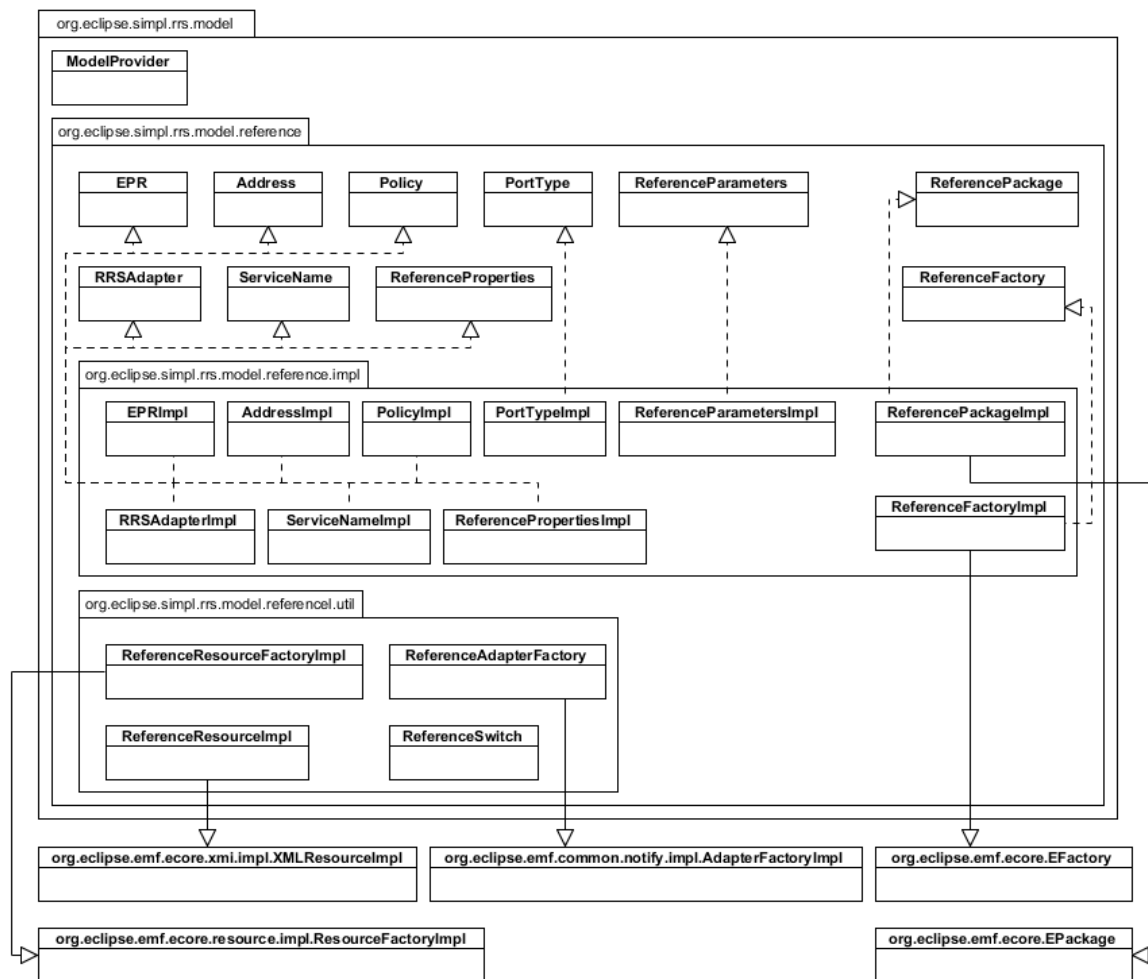 org.eclipse.simpl.rrs.model
ModelProvider
org.eclipse.simpl.rrs.model.reference
EPR
Address
Policy
PortType
ReferenceParameters
ReferencePackage
RRSAdapter
ServiceName
ReferenceProperties
ReferenceFactory
org.eclipse.simpl.rrs.model.reference.impl
EPRImpl
AddressImpl
PolicyImpl
PortTypeImpl
ReferenceParametersImpl
ReferencePackageImpl
RRSAdapterImpl
ServiceNameImpl
ReferencePropertiesImpl
ReferenceFactoryImpl
org.eclipse.simpl.rrs.model.referencel.util
ReferenceResourceFactoryImpl
ReferenceAdapterFactory
ReferenceResourceImpl
ReferenceSwitch
org.eclipse.emf.ecore.xmi.impl.XMLResourceImpl
org.eclipse.emf.common.notify.impl.AdapterFactoryImpl
org.eclipse.emf.ecore.EFactory
org.eclipse.emf.ecore.resource.impl.ResourceFactoryImpl
org.eclipse.emf.ecore.EPackage